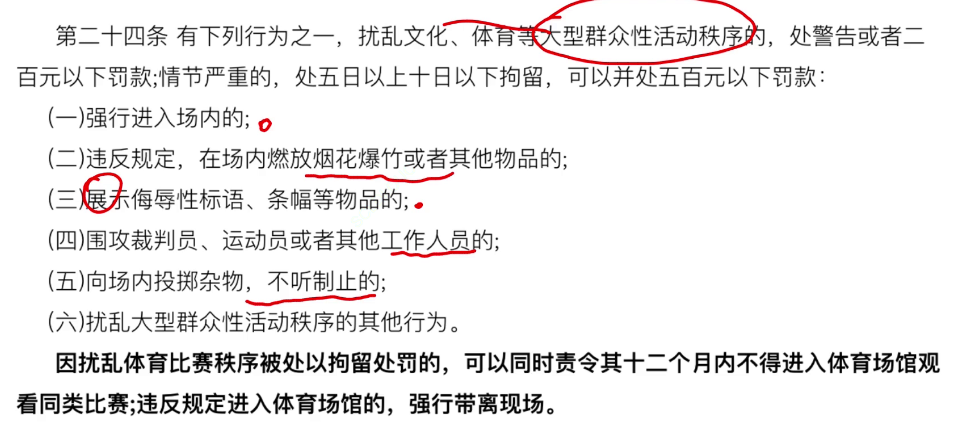 第二十四条 有下列行为之一，扰乱文化、体育等大型群众性活动秩序的，处警告或者二
百元以下罚款;情节严重的，处五日以上十日以下拘留，可以并处五百元以下罚款：
(一)强行进入场内的;
(二)违反规定，在场内燃放烟花爆竹或者其他物品的;
(三)展示侮辱性标语、条幅等物品的;
(四)围攻裁判员、运动员或者其他工作人员的;
(五)向场内投掷杂物，不听制止的;
(六)扰乱大型群众性活动秩序的其他行为。
因扰乱体育比赛秩序被处以拘留处罚的，可以同时责令其十二个月内不得进入体育场馆观
看同类比赛;违反规定进入体育场馆的，强行带离现场。